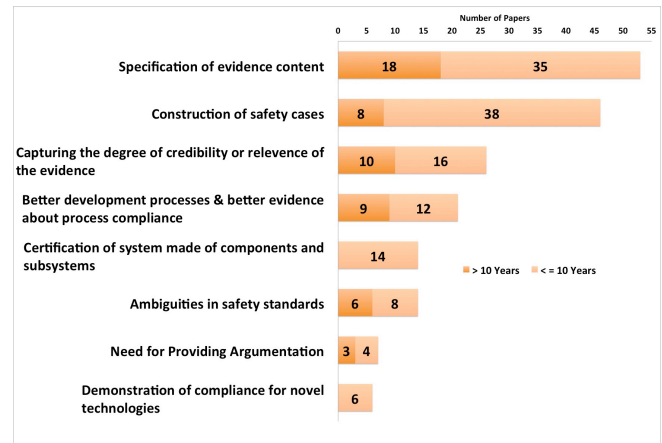 Number of Papers
0 5 10 15 20 25 30 35 40 45 50 55
Specification of evidence content
18 35
Construction of safety cases
8 38
Capturing the degree of credibility or relevence of
the evidence
10 16
Better development processes & better evidence
about process compliance
9 12
Certification of system made of components and
subsystems
14
> 10 Years < = 10 Years
Ambiguities in safety standards
6 8
Need for Providing Argumentation
3 4
Demonstration of compliance for novel
technologies
6